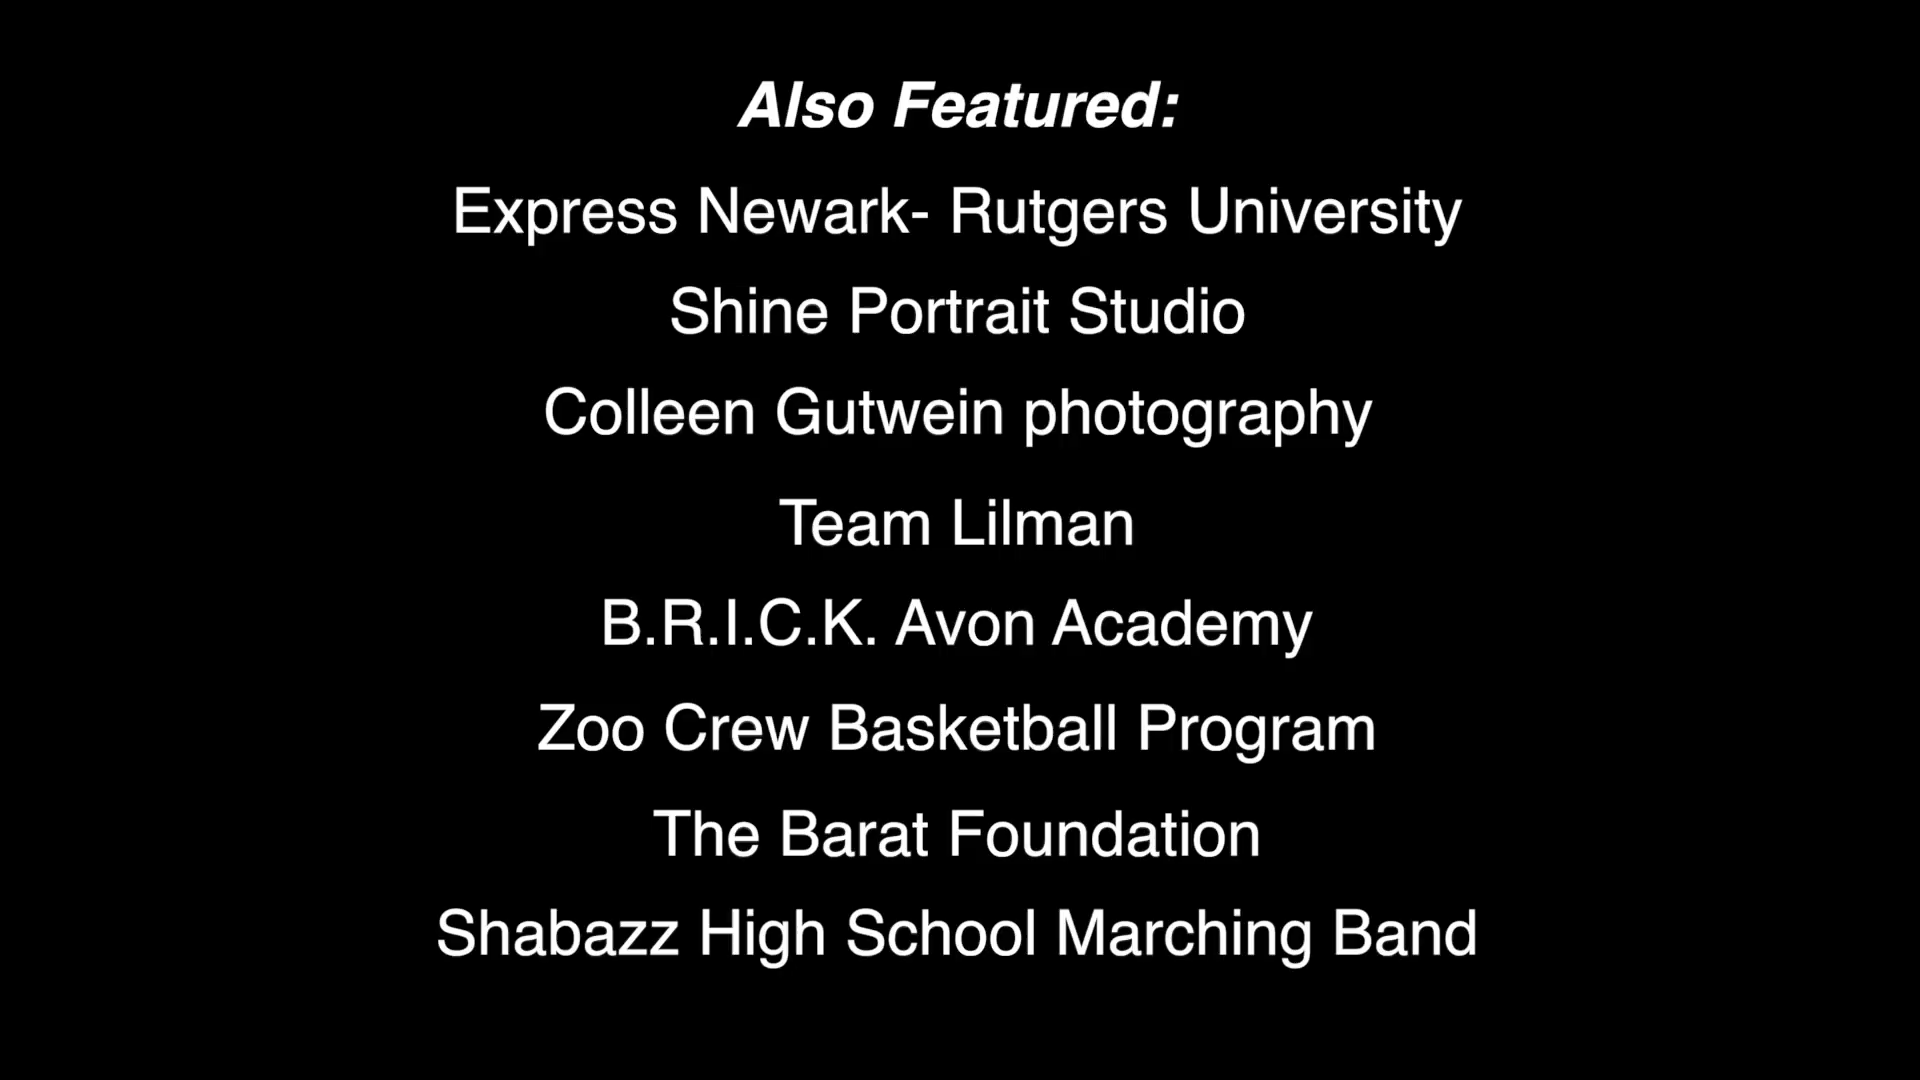 Also Featured:
Express Newark- Rutgers University
Shine Portrait Studio
Colleen Gutwein photography
Team Lilman
B.R.I.C.K. Avon Academy
Zoo Crew Basketball Program
The Barat Foundation
Shabazz High School Marching Band